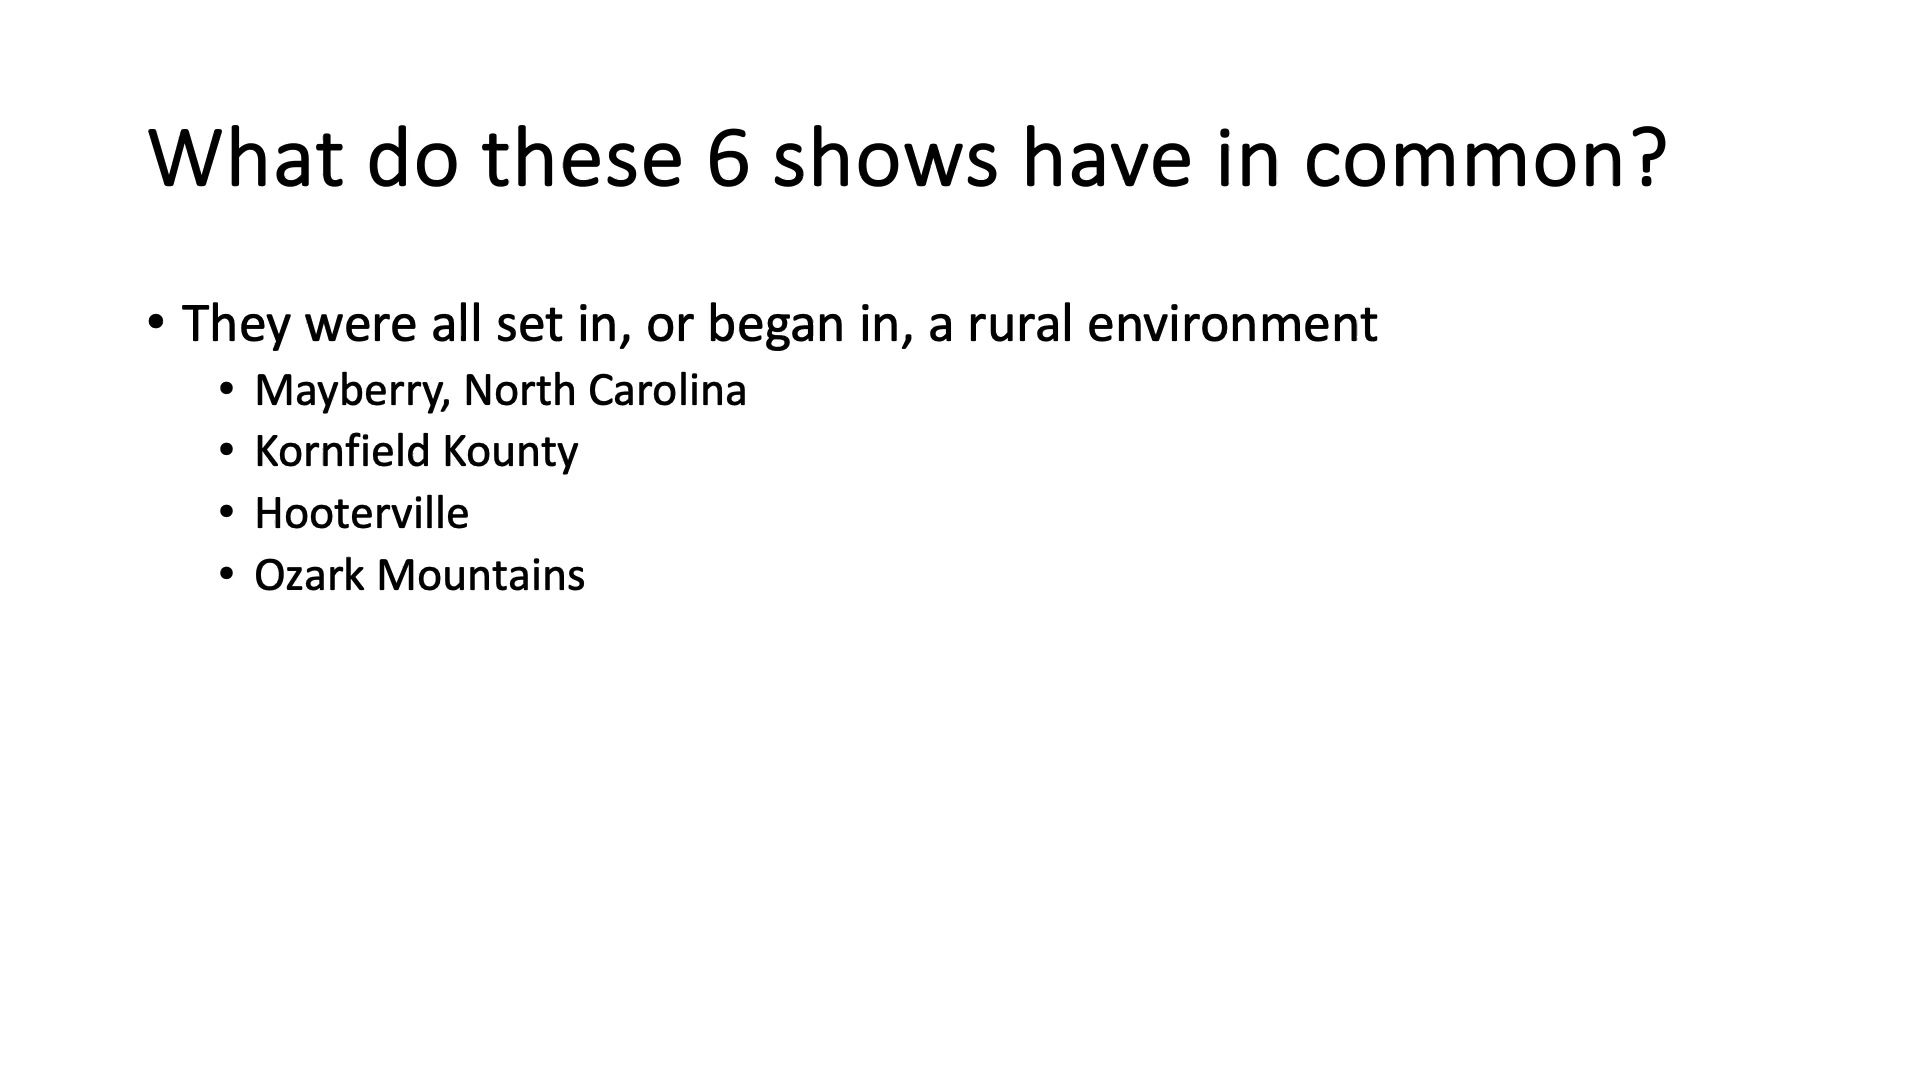 What do these 6 shows have in common?
• They were all set in, or began in, a rural environment
• Mayberry, North Carolina
• Kornfield Kounty
• Hooterville
• Ozark Mountains